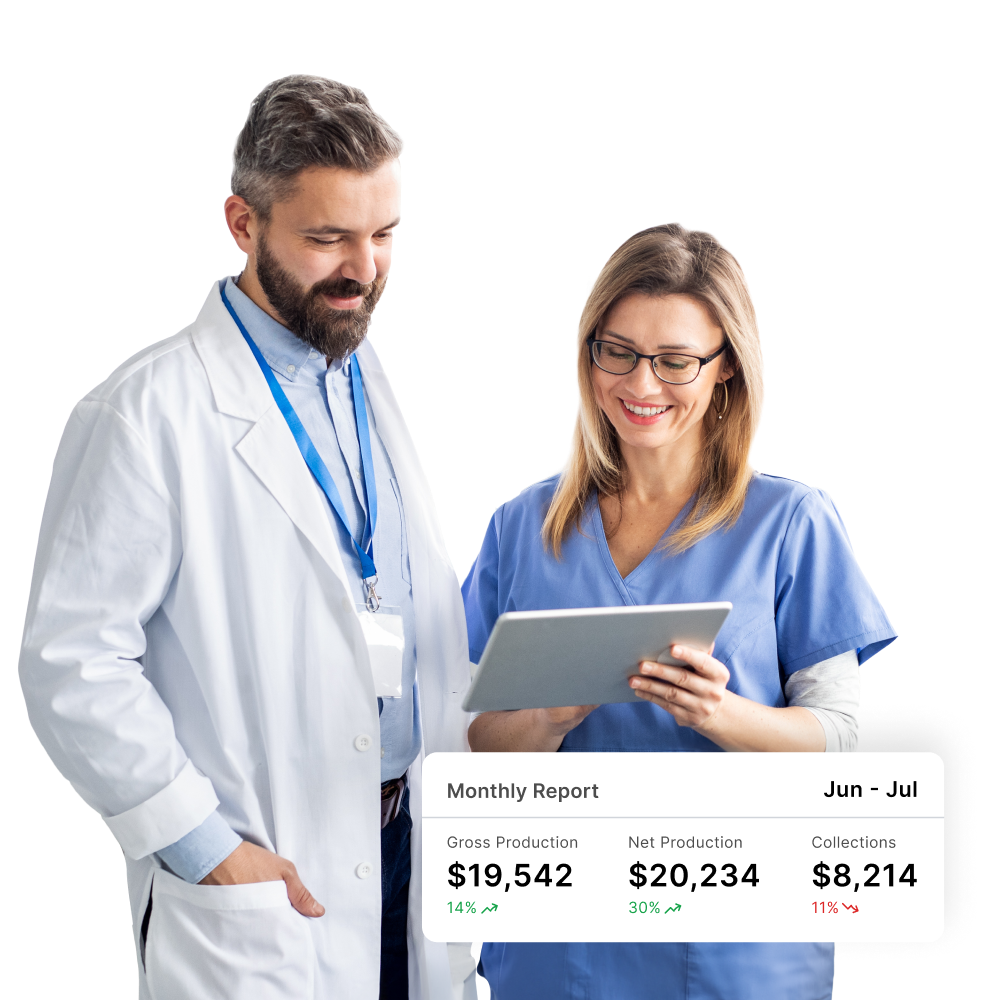 Monthly Report Jun - Jul
Gross Production Net Production Collections
$19,542 $20,234 $8,214
14% 30% 11%